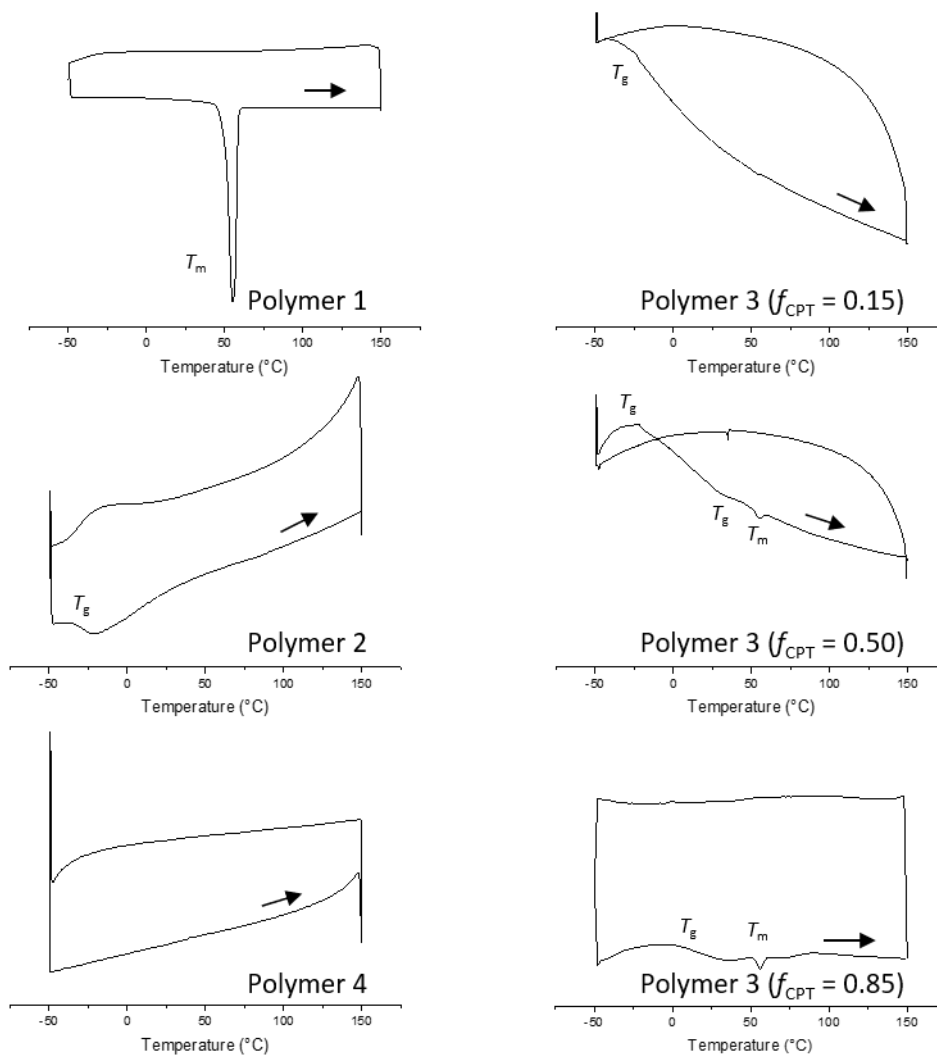 Tm
Polymer 1
-50 0 50 100 150
Temperature (°C)
Tg
Polymer 3 (fCPT = 0.15)
-50 0 50 100 150
Temperature (°C)
Tg
Polymer 2
-50 0 50 100 150
Temperature (°C)
Tg
Tg
Tm
Polymer 3 (fCPT = 0.50)
-50 0 50 100 150
Temperature (°C)
Polymer 4
-50 0 50 100 150
Temperature (°C)
Tg
Tm
Polymer 3 (fCPT = 0.85)
-50 0 50 100 150
Temperature (°C)